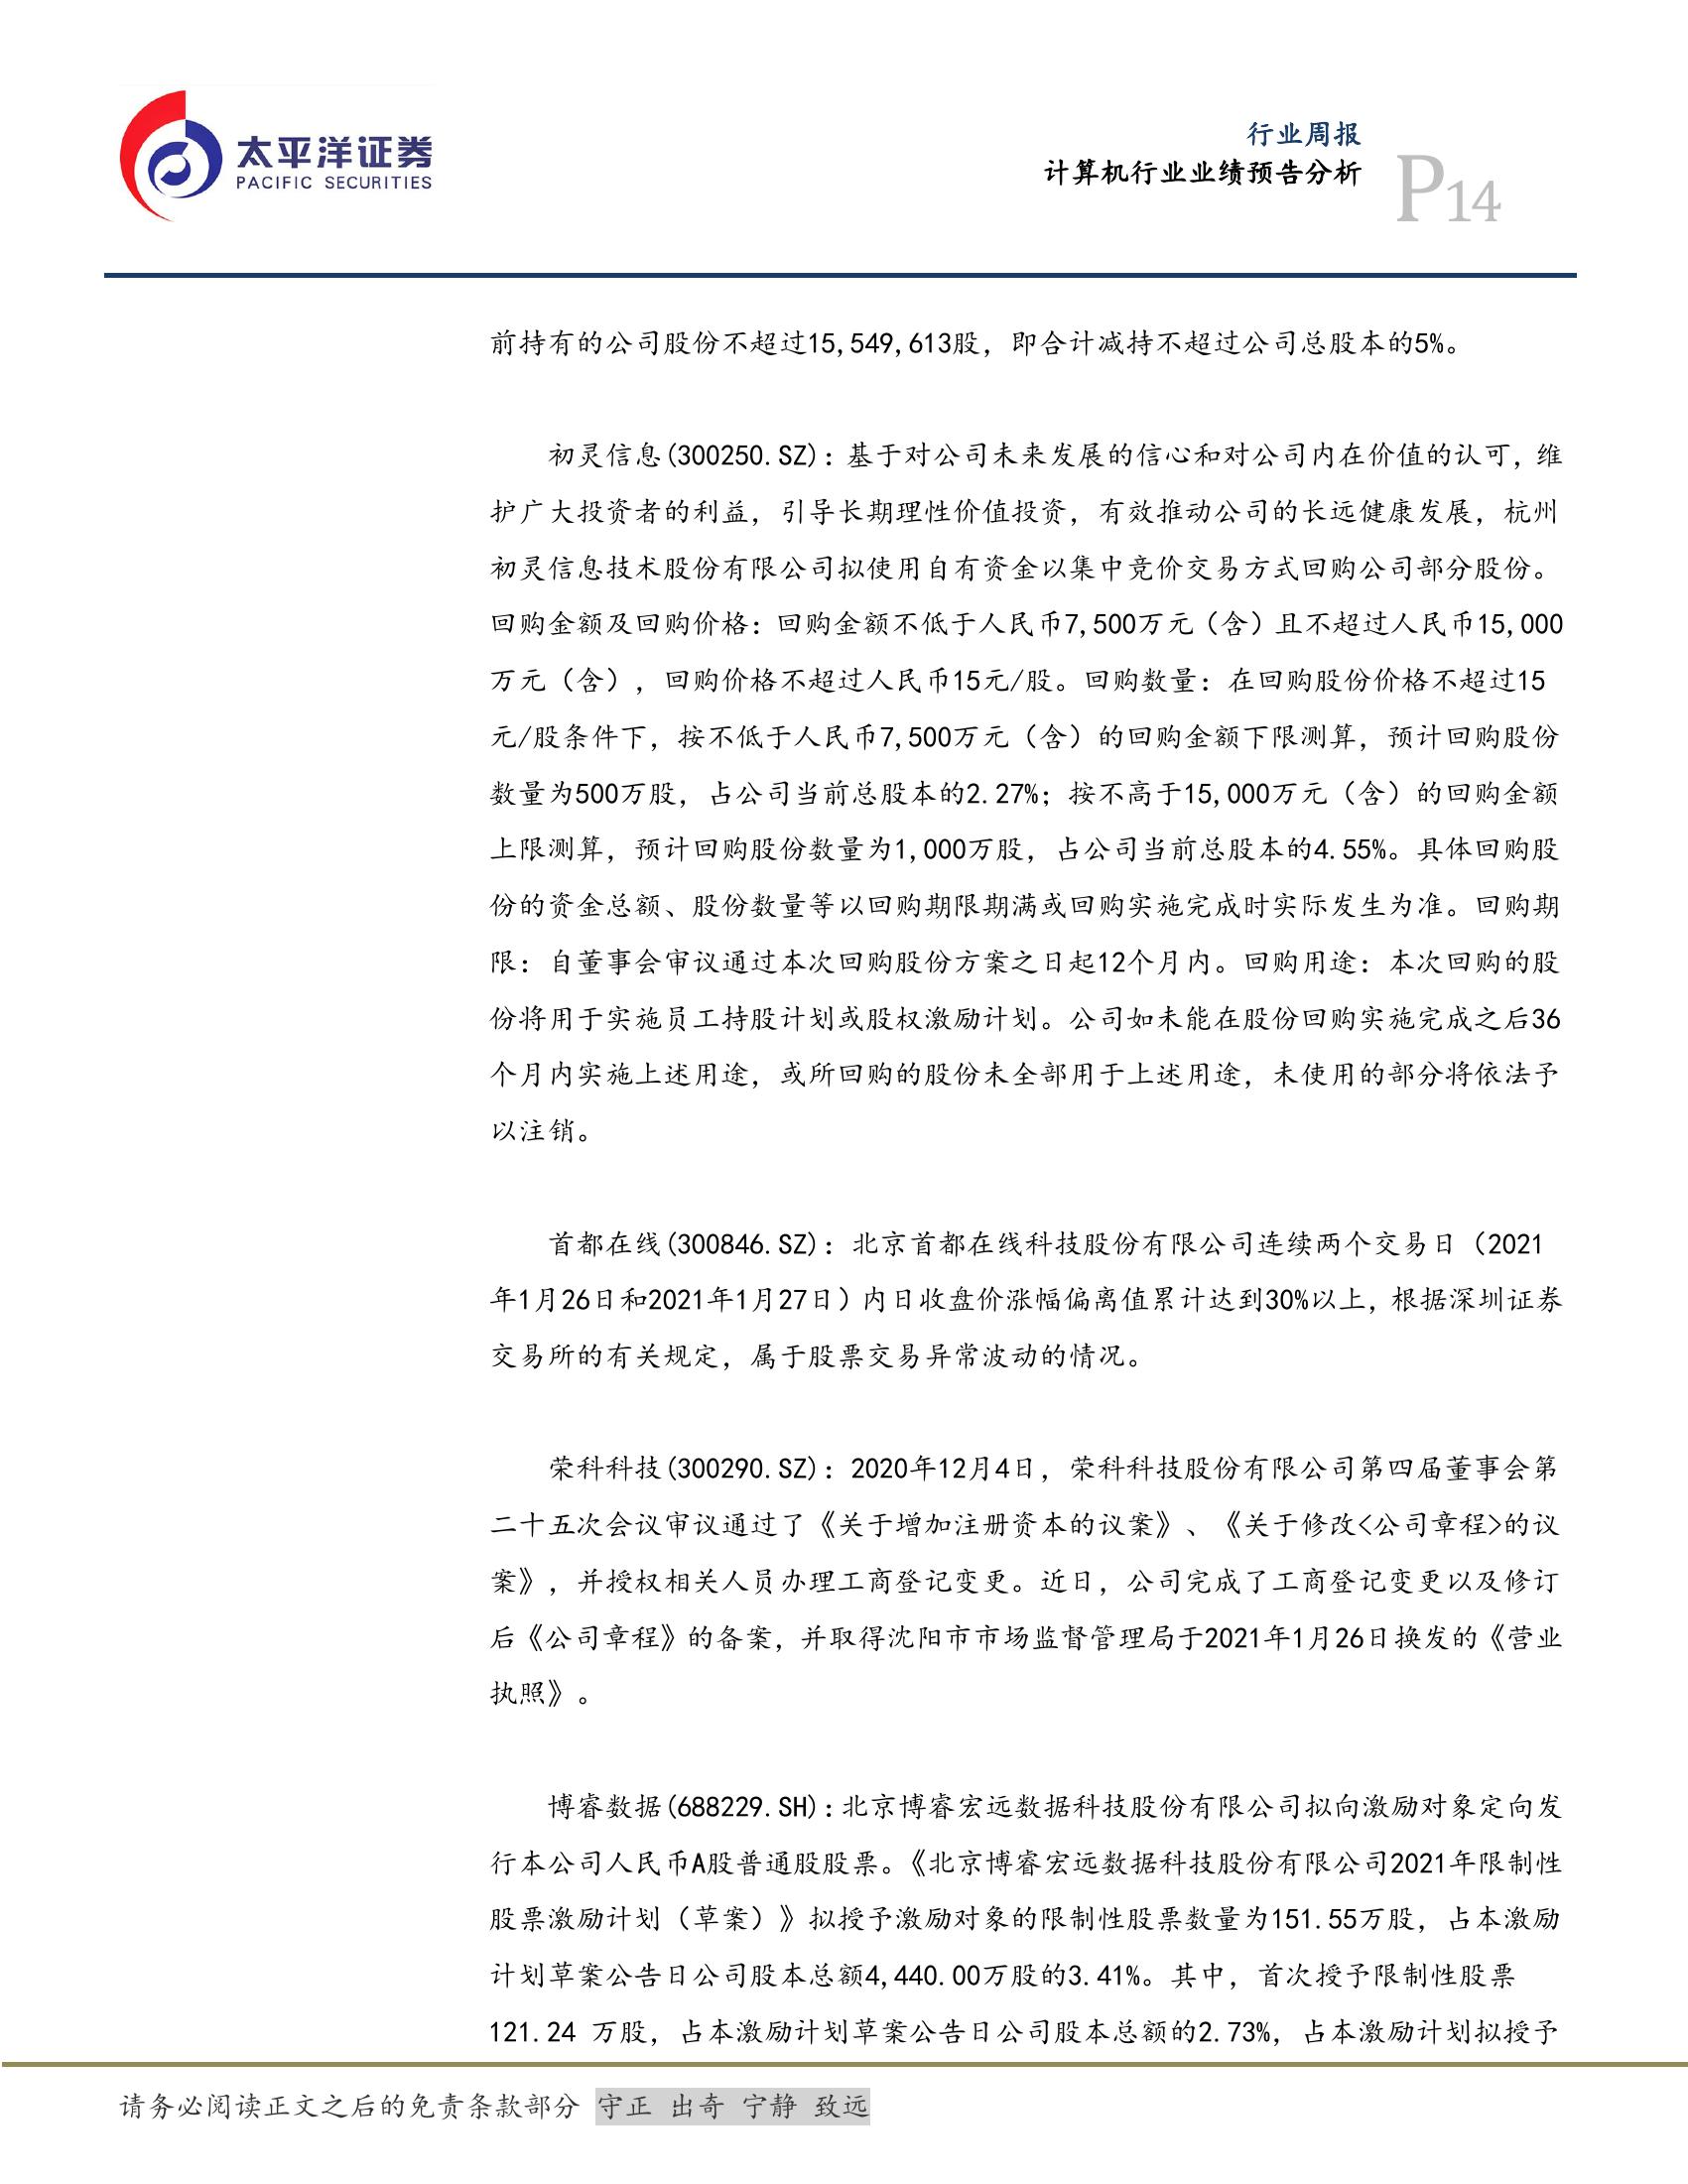 太平洋证券
PACIFIC SECURITIES
行业周报
计算机行业业绩预告分析
P14
前持有的公司股份不超过15,549,613股，即合计减持不超过公司总股本的5%。
初灵信息(300250.SZ)：基于对公司未来发展的信心和对公司内在价值的认可，维
护广大投资者的利益，引导长期理性价值投资，有效推动公司的长远健康发展，杭州
初灵信息技术股份有限公司拟使用自有资金以集中竞价交易方式回购公司部分股份。
回购金额及回购价格：回购金额不低于人民币7,500万元（含）且不超过人民币15,000
万元（含），回购价格不超过人民币15元/股。回购数量：在回购股份价格不超过15
元/股条件下，按不低于人民币7,500万元（含）的回购金额下限测算，预计回购股份
数量为500万股，占公司当前总股本的2.27%；按不高于15,000万元（含）的回购金额
上限测算，预计回购股份数量为1,000万股，占公司当前总股本的4.55%。具体回购股
份的资金总额、股份数量等以回购期限期满或回购实施完成时实际发生为准。回购期
限：自董事会审议通过本次回购股份方案之日起12个月内。回购用途：本次回购的股
份将用于实施员工持股计划或股权激励计划。公司如未能在股份回购实施完成之后36
个月内实施上述用途，或所回购的股份未全部用于上述用途，未使用的部分将依法予
以注销。
首都在线(300846.SZ)：北京首都在线科技股份有限公司连续两个交易日（2021
年1月26日和2021年1月27日）内日收盘价涨幅偏离值累计达到30%以上，根据深圳证券
交易所的有关规定，属于股票交易异常波动的情况。
荣科科技(300290.SZ)：2020年12月4日，荣科科技股份有限公司第四届董事会第
二十五次会议审议通过了《关于增加注册资本的议案》、《关于修改<公司章程>的议
案》，并授权相关人员办理工商登记变更。近日，公司完成了工商登记变更以及修订
后《公司章程》的备案，并取得沈阳市市场监督管理局于2021年1月26日换发的《营业
执照》。
博睿数据(688229.SH)：北京博睿宏远数据科技股份有限公司拟向激励对象定向发
行本公司人民币A股普通股股票。《北京博睿宏远数据科技股份有限公司2021年限制性
股票激励计划（草案）》拟授予激励对象的限制性股票数量为151.55万股，占本激励
计划草案公告日公司股本总额4,440.00万股的3.41%。其中，首次授予限制性股票
121.24 万股，占本激励计划草案公告日公司股本总额的2.73%，占本激励计划拟授予
请务必阅读正文之后的免责条款部分 守正 出奇 宁静 致远